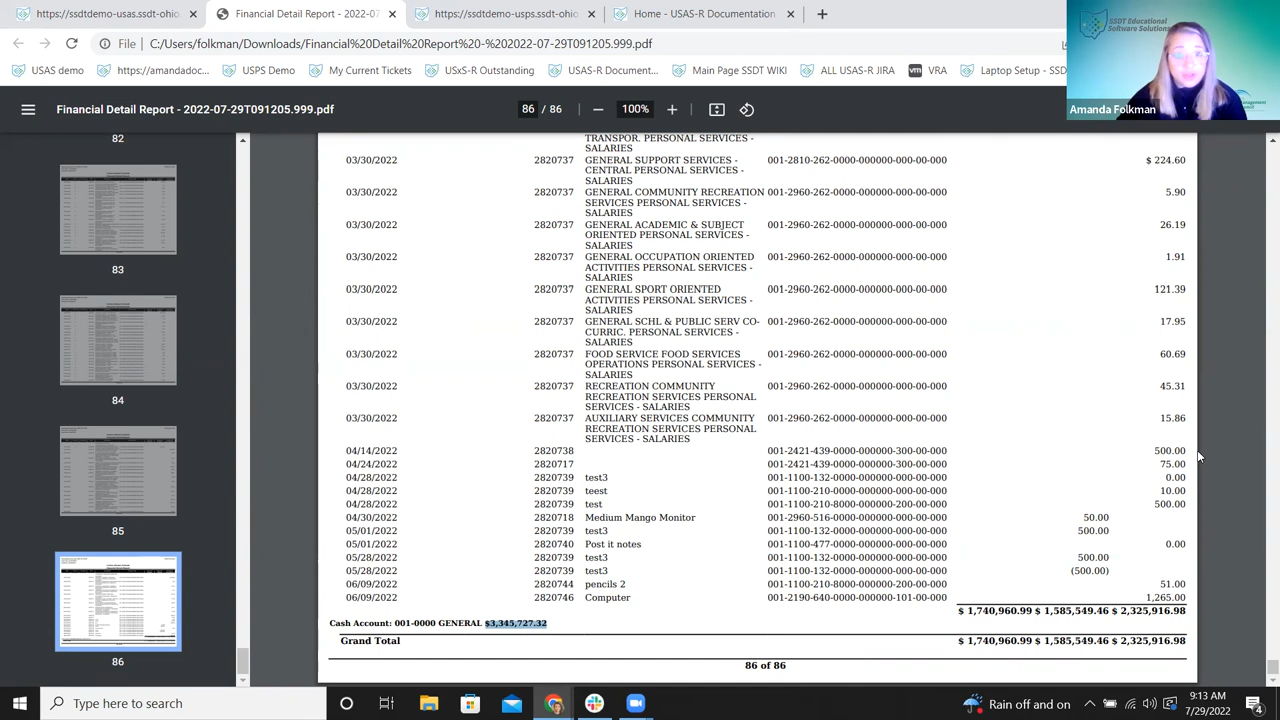 https://ssdtdemo-usas.ssdt-ohio
Financial Detail Report - 2022-07-
https://ssdtdemo-usps.ssdt-ohio
Home - USAS-R Documentation
File
C:/Users/folkman/Downloads/Financial%20Detail%20Report%20-%202022-07-29T091205.999.pdf
USAS demo
https://amandadoc...
USPS Demo
My Current Tickets
USPS-R Outstanding
USAS-R Document...
Main Page SSDT WIKI
ALL USAS-R JIRA
vm VRA
Laptop Setup - SSD
SSDT Educational
Software Solutions
Amanda Folkman
Financial Detail Report - 2022-07-29T091205.999.pdf
86 / 86
100%
82
83
84
85
86
TRANSPOR. PERSONAL SERVICES -
SALARIES
03/30/2022 2820737 GENERAL SUPPORT SERVICES - 001-2810-262-0000-000000-000-00-000 $ 224.60
CENTRAL PERSONAL SERVICES -
SALARIES
03/30/2022 2820737 GENERAL COMMUNITY RECREATION 001-2960-262-0000-000000-000-00-000 5.90
SERVICES PERSONAL SERVICES -
SALARIES
03/30/2022 2820737 GENERAL ACADEMIC & SUBJECT 001-2960-262-0000-000000-000-00-000 26.19
ORIENTED PERSONAL SERVICES -
SALARIES
03/30/2022 2820737 GENERAL OCCUPATION ORIENTED 001-2960-262-0000-000000-000-00-000 1.91
ACTIVITIES PERSONAL SERVICES -
SALARIES
03/30/2022 2820737 GENERAL SPORT ORIENTED 001-2960-262-0000-000000-000-00-000 121.39
ACTIVITIES PERSONAL SERVICES -
SALARIES
03/30/2022 2820737 GENERAL SCHL & PUBLIC SERV CO- 001-2960-262-0000-000000-000-00-000 17.95
CURRIC. PERSONAL SERVICES -
SALARIES
03/30/2022 2820737 FOOD SERVICE FOOD SERVICES 001-2960-262-0000-000000-000-00-000 60.69
OPERATIONS PERSONAL SERVICES -
SALARIES
03/30/2022 2820737 RECREATION COMMUNITY 001-2960-262-0000-000000-000-00-000 45.31
RECREATION SERVICES PERSONAL
SERVICES - SALARIES
03/30/2022 2820737 AUXILIARY SERVICES COMMUNITY 001-2960-262-0000-000000-000-00-000 15.86
RECREATION SERVICES PERSONAL
SERVICES - SALARIES
04/14/2022 2820738 001-2421-439-0000-000000-300-00-000 500.00
04/24/2022 2820717 001-2421-439-0000-000000-300-00-000 75.00
04/28/2022 2820739 test3 001-1100-132-0000-000000-000-00-000 0.00
04/28/2022 2820739 teest 001-1100-210-8000-000000-200-00-000 10.00
04/28/2022 2820739 test 001-1100-210-8000-000000-200-00-000 500.00
04/31/2022 2820718 Medium Mango Monitor 001-2960-516-0000-000000-000-00-000 50.00
05/01/2022 2820739 test3 001-1100-132-0000-000000-000-00-000 500.00
05/01/2022 2820740 Post it notes 001-1100-477-0000-000000-000-00-000 0.00
05/28/2022 2820739 test3 001-1100-132-0000-000000-000-00-000 500.00
05/28/2022 2820739 test3 001-1100-132-0000-000000-000-00-000 (500.00)
06/09/2022 2820744 pencils 2 001-1100-210-8000-000000-200-00-000 51.00
06/09/2022 2820746 Computer 001-2150-640-0000-000000-101-00-000 1,265.00
$ 1,740,960.99 $ 1,585,549.46 $ 2,325,916.98
Cash Account: 001-0000 GENERAL $3,345,727.32
Grand Total $ 1,740,960.99 $ 1,585,549.46 $ 2,325,916.98
86 of 86
Type here to search
Rain off and on
9:13 AM
7/29/2022
4